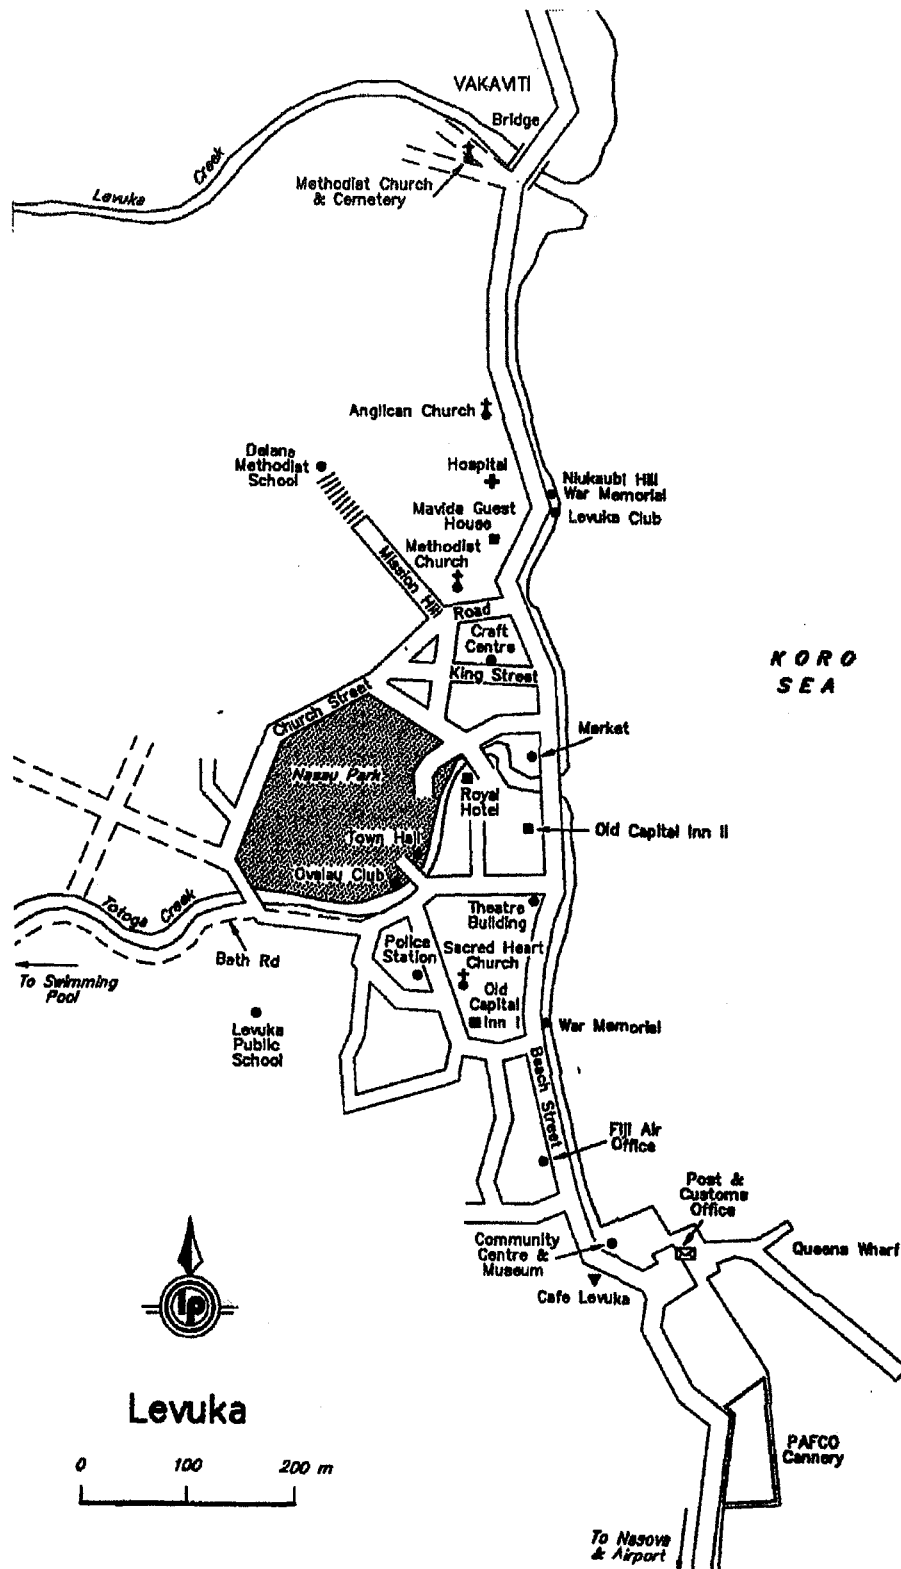 VAKAVITI
Bridge
Levuka
Creek
Methodist Church
& Cemetery
Anglican Church
Delana
Methodist
School
Hospital
Niukaubi Hill
War Memorial
Levuka Club
Mavida Guest
House
Methodist
Church
Mission Hill
Road
Craft
Centre
King Street
KORO
SEA
Church Street
Market
Nasau Park
Royal
Hotel
Town Hall
Old Capital Inn II
Ovalau Club
Totoga Creek
Theatre
Building
Bath Rd
Police
Station
Sacred Heart
Church
To Swimming
Pool
Old
Capital
Inn I
War Memorial
Levuka
Public
School
Beach Street
Fiji Air
Office
Post &
Customs
Office
Community
Centre &
Museum
Queens Wharf
Cafe Levuka
lp
Levuka
0 100 200 m
PAFCO
Cannery
To Nasova
& Airport